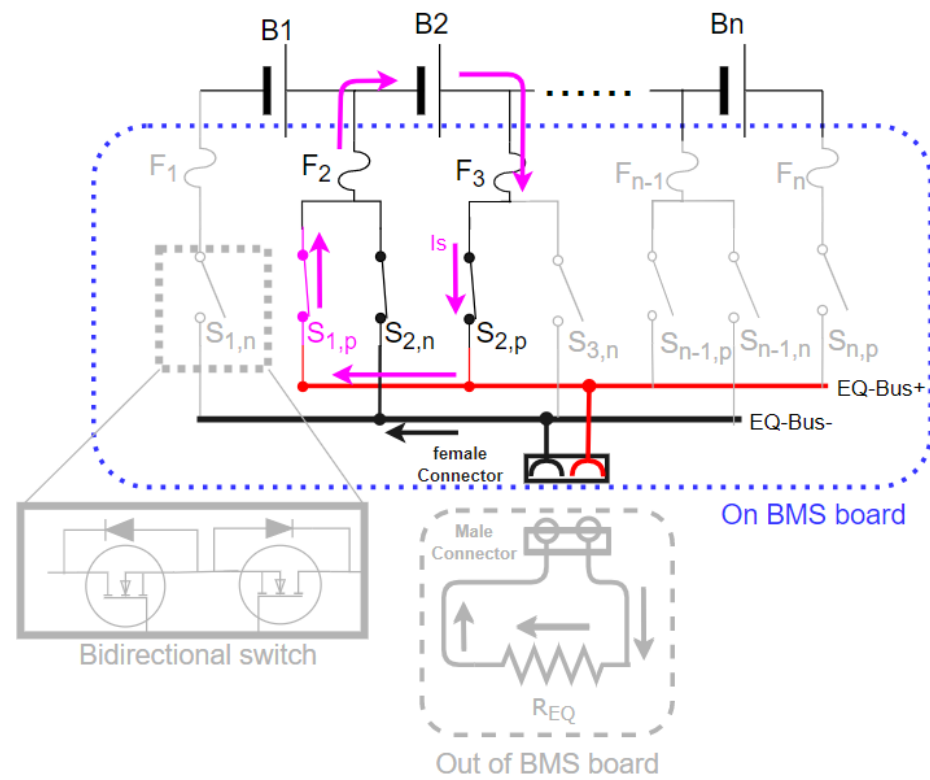 B1
B2
Bn
......
F1
F2
F3
Fn-1
Fn
Is
S1,n
S1,p
S2,n
S2,p
S3,n
Sn-1,p
Sn-1,n
Sn,p
EQ-Bus+
EQ-Bus-
female
Connector
On BMS board
Male
Connector
REQ
Bidirectional switch
Out of BMS board